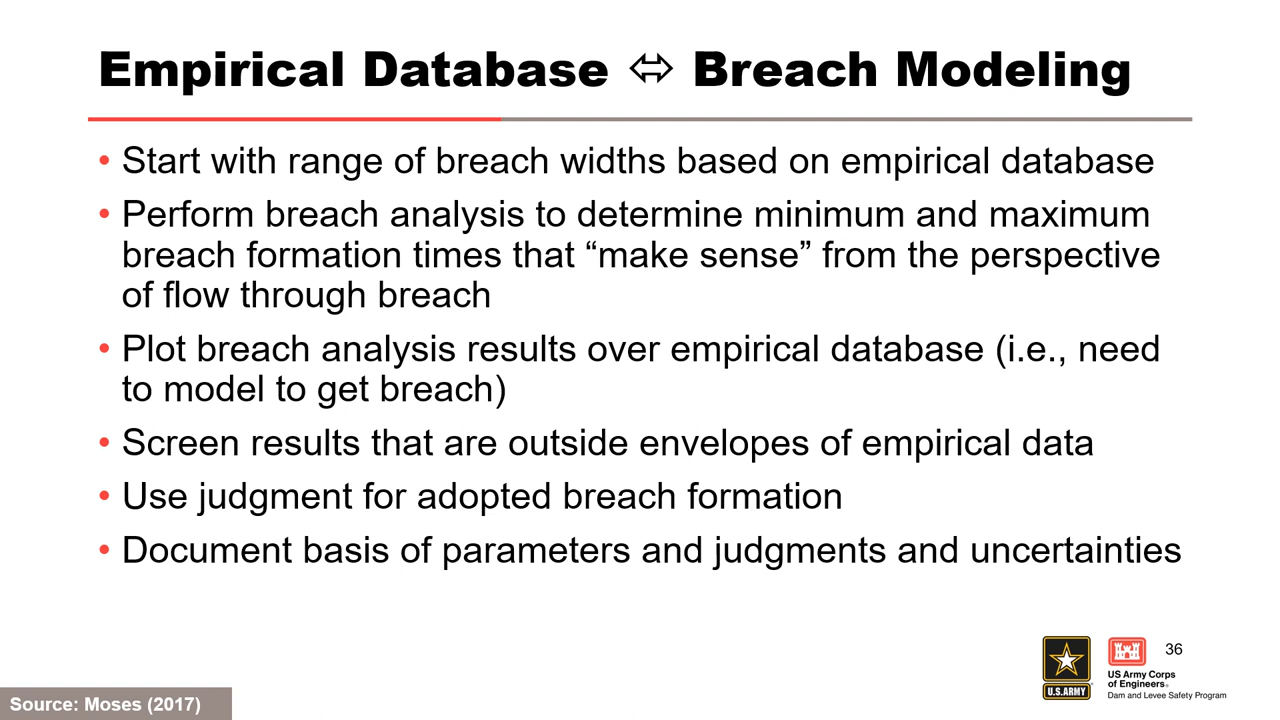 Empirical Database ⬄ Breach Modeling
• Start with range of breach widths based on empirical database
• Perform breach analysis to determine minimum and maximum
breach formation times that “make sense” from the perspective
of flow through breach
• Plot breach analysis results over empirical database (i.e., need
to model to get breach)
• Screen results that are outside envelopes of empirical data
• Use judgment for adopted breach formation
• Document basis of parameters and judgments and uncertainties
36
U.S.ARMY
US Army Corps
of Engineers®
Dam and Levee Safety Program
Source: Moses (2017)